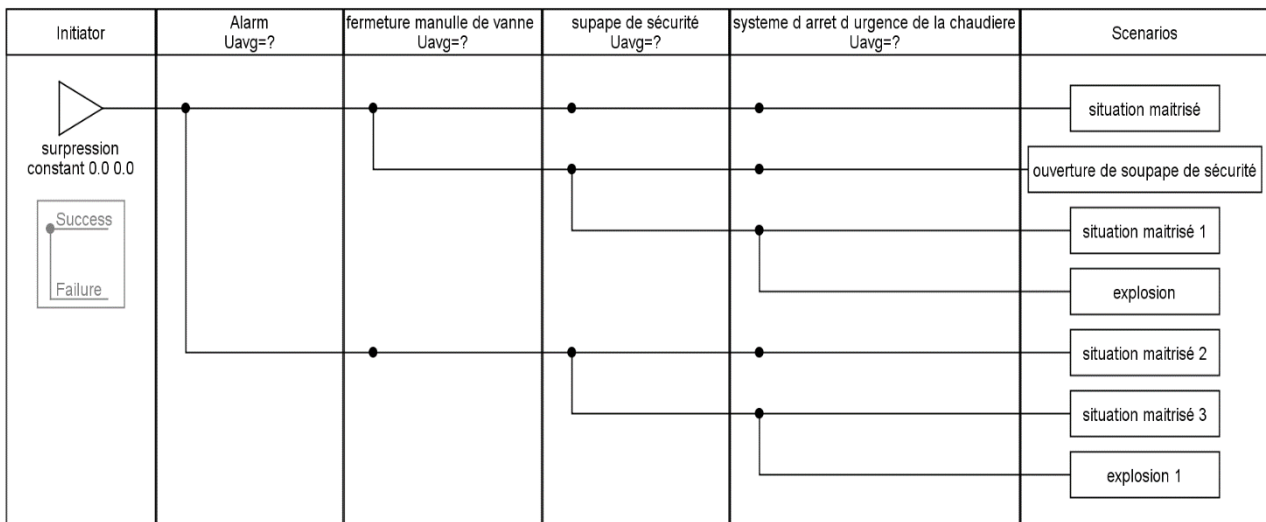 Initiator
Alarm
Uavg=?
fermeture manulle de vanne
Uavg=?
supape de sécurité
Uavg=?
systeme d arret d urgence de la chaudiere
Uavg=?
Scenarios
surpression
constant 0.0 0.0
Success
Failure
situation maitrisé
ouverture de soupape de sécurité
situation maitrisé 1
explosion
situation maitrisé 2
situation maitrisé 3
explosion 1